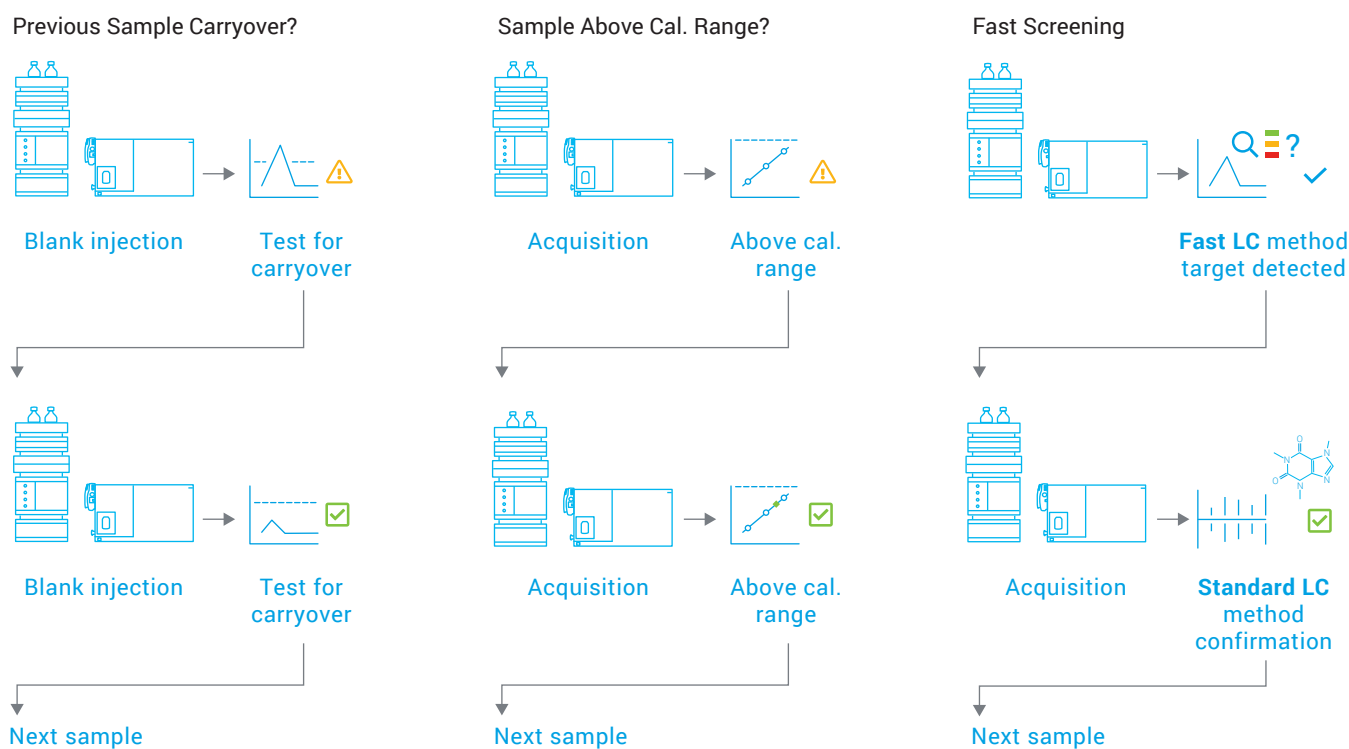 Previous Sample Carryover?
Blank injection
Test for
carryover
Blank injection
Test for
carryover
Next sample
Sample Above Cal. Range?
Acquisition
Above cal.
range
Acquisition
Above cal.
range
Next sample
Fast Screening
?
Fast LC method
target detected
O
N
N
O
N
N
Acquisition
Standard LC
method
confirmation
Next sample